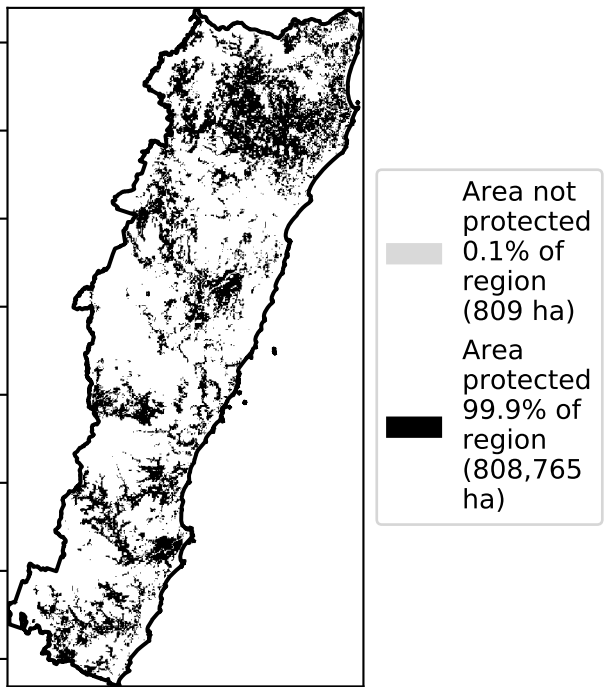 Area not
protected
0.1% of
region
(809 ha)
Area
protected
99.9% of
region
(808,765
ha)